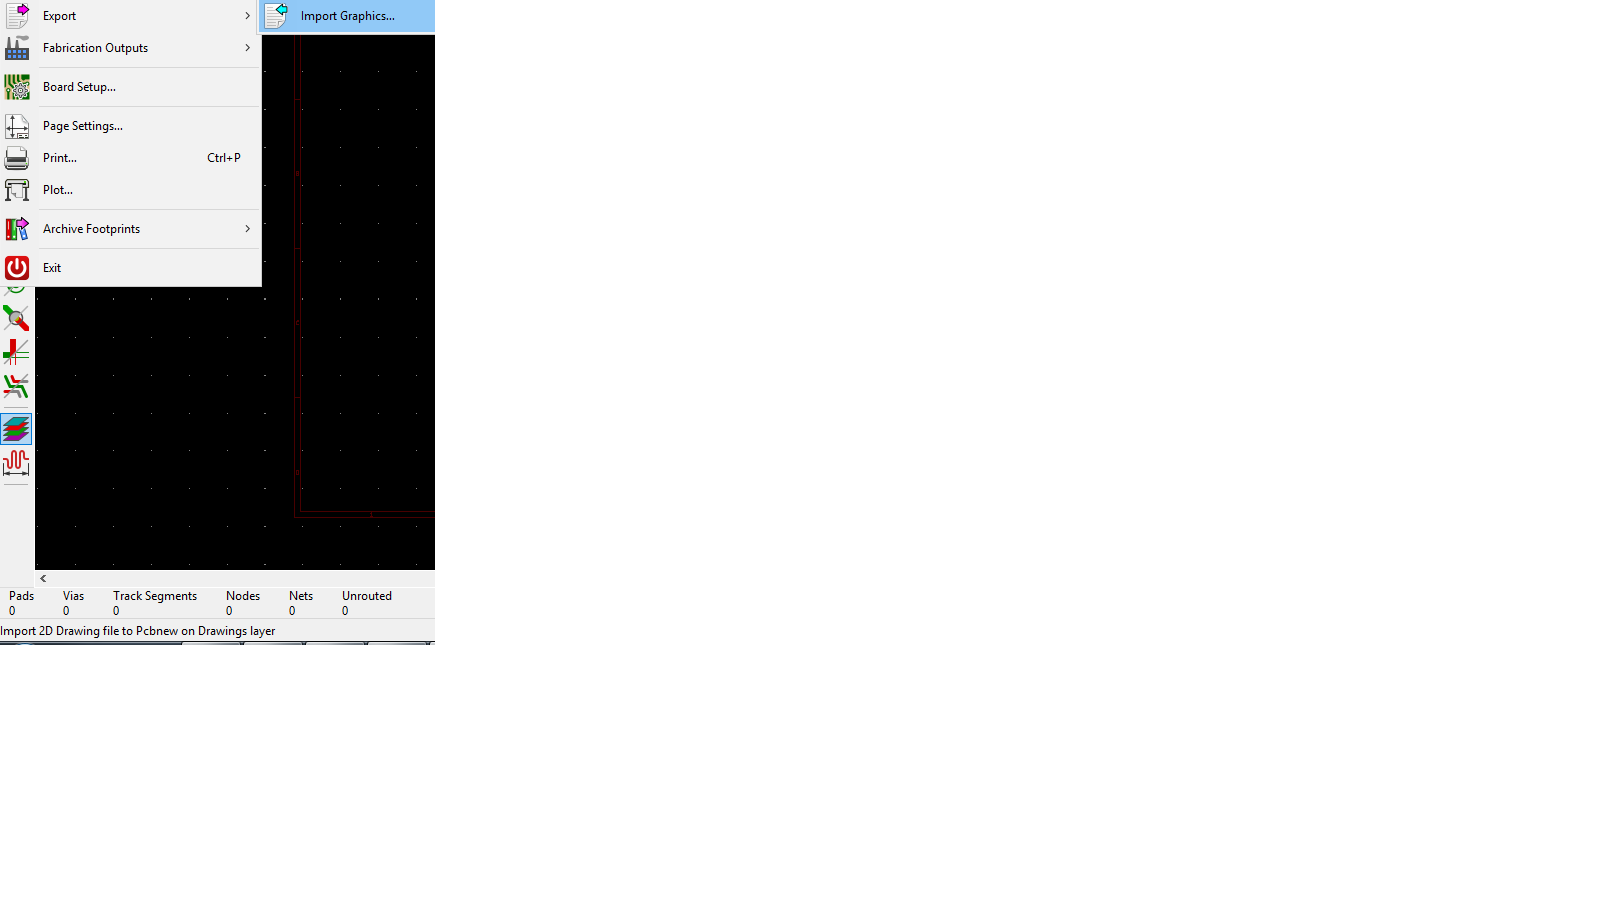 Export
Import Graphics...
Fabrication Outputs
Board Setup...
Page Settings...
Print... Ctrl+P
Plot...
Archive Footprints
Exit
Pads Vias Track Segments Nodes Nets Unrouted
0 0 0 0 0 0
Import 2D Drawing file to Pcbnew on Drawings layer